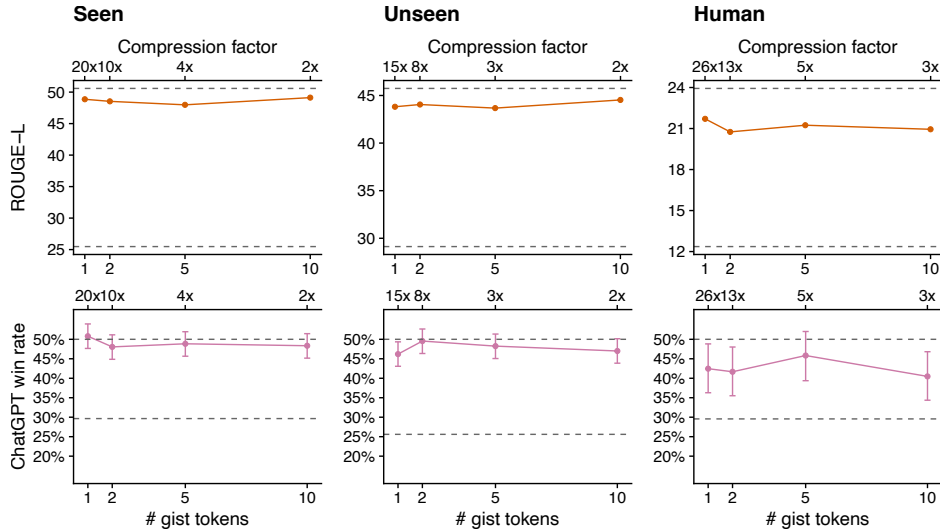 Seen
Unseen
Human
Compression factor
Compression factor
Compression factor
20x10x 4x 2x
15x 8x 3x 2x
26x13x 5x 3x
ROUGE−L
50
45
40
35
30
25
45
40
35
30
24
21
18
15
12
1 2 5 10
1 2 5 10
1 2 5 10
20x10x 4x 2x
15x 8x 3x 2x
26x13x 5x 3x
ChatGPT win rate
50%
45%
40%
35%
30%
25%
20%
50%
45%
40%
35%
30%
25%
20%
50%
45%
40%
35%
30%
25%
20%
1 2 5 10
1 2 5 10
1 2 5 10
# gist tokens
# gist tokens
# gist tokens